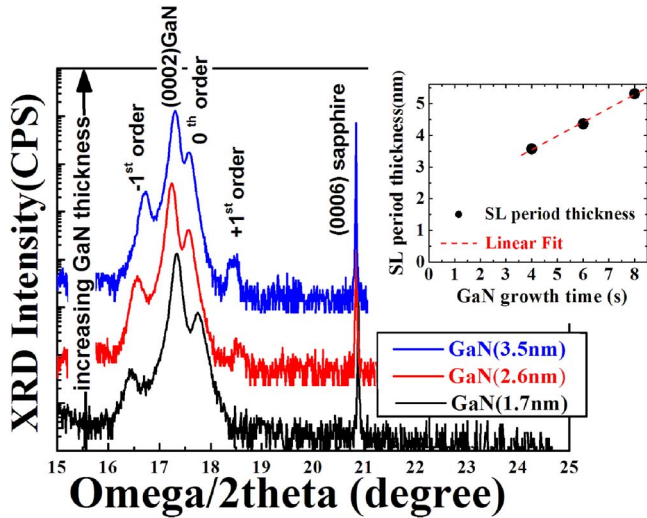 XRD Intensity(CPS)
increasing GaN thickness
-1st order
(0002)GaN
0 th order
+1st order
(0006) sapphire
15 16 17 18 19 20 21 22 23 24 25
Omega/2theta (degree)
SL period thickness(nm)
5
4
3
2
1
0
0 1 2 3 4 5 6 7 8
GaN growth time (s)
SL period thickness
Linear Fit
GaN(3.5nm)
GaN(2.6nm)
GaN(1.7nm)